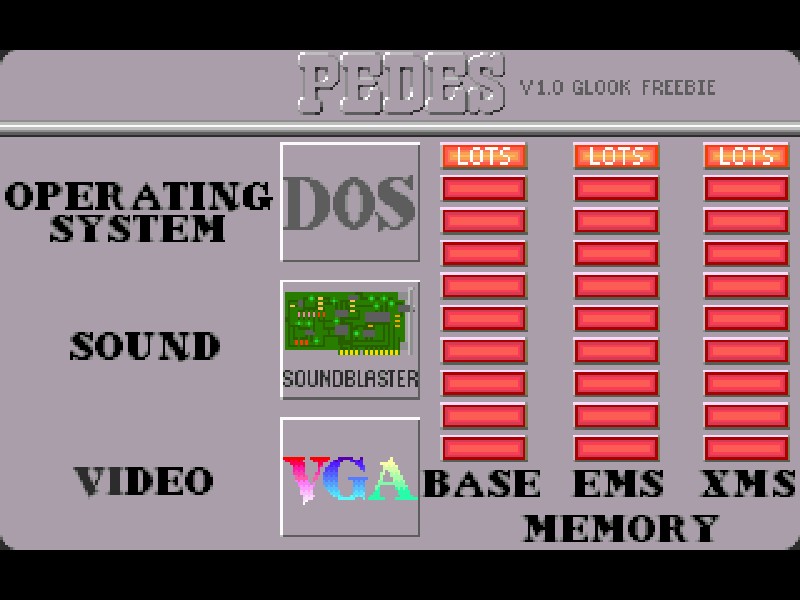 PEDES V1.0 GLOOK FREEBIE
LOTS LOTS LOTS
OPERATING
SYSTEM
DOS
SOUND
SOUNDBLASTER
VIDEO
VGA
BASE EMS XMS
MEMORY